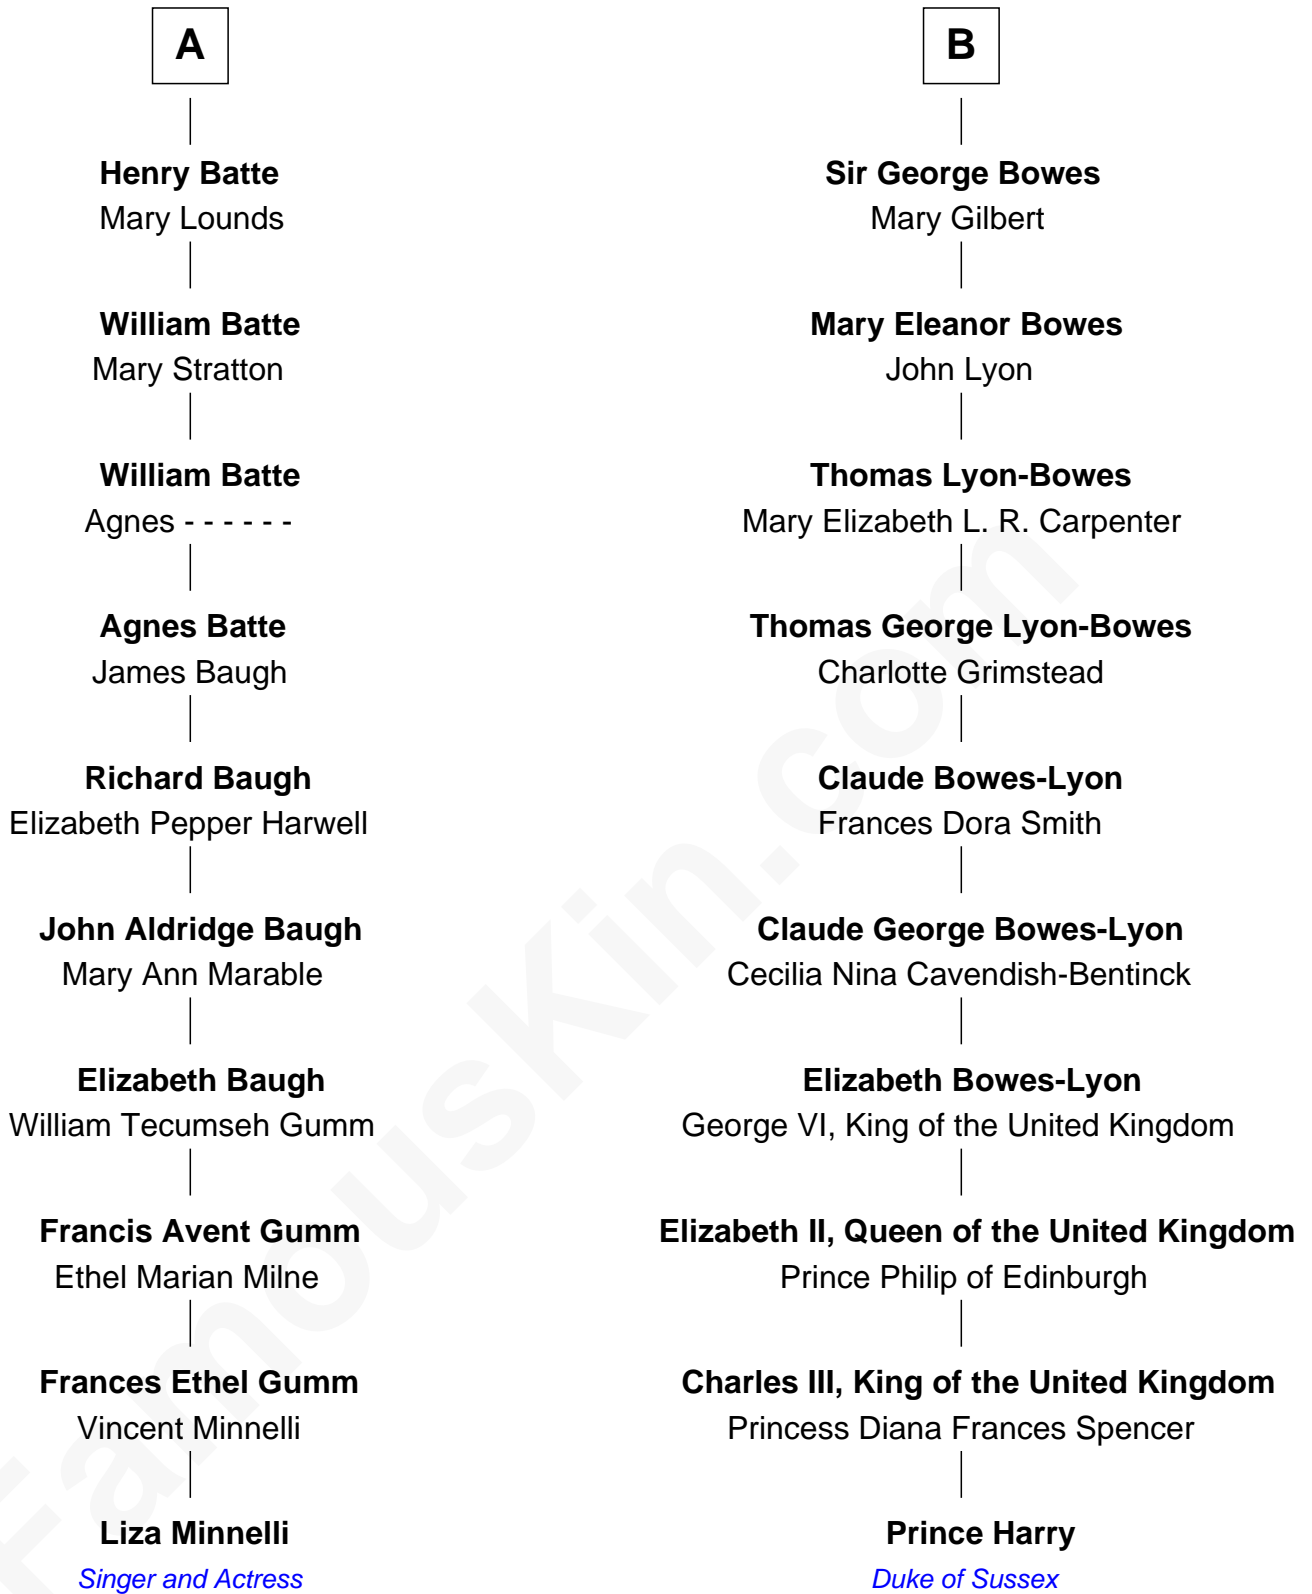 A
Henry Batte
Mary Lounds
William Batte
Mary Stratton
William Batte
Agnes - - - - - -
Agnes Batte
James Baugh
Richard Baugh
Elizabeth Pepper Harwell
John Aldridge Baugh
Mary Ann Marable
Elizabeth Baugh
William Tecumseh Gumm
Francis Avent Gumm
Ethel Marian Milne
Frances Ethel Gumm
Vincent Minnelli
Liza Minnelli
Singer and Actress
B
Sir George Bowes
Mary Gilbert
Mary Eleanor Bowes
John Lyon
Thomas Lyon-Bowes
Mary Elizabeth L. R. Carpenter
Thomas George Lyon-Bowes
Charlotte Grimstead
Claude Bowes-Lyon
Frances Dora Smith
Claude George Bowes-Lyon
Cecilia Nina Cavendish-Bentinck
Elizabeth Bowes-Lyon
George VI, King of the United Kingdom
Elizabeth II, Queen of the United Kingdom
Prince Philip of Edinburgh
Charles III, King of the United Kingdom
Princess Diana Frances Spencer
Prince Harry
Duke of Sussex
FamousKin.com